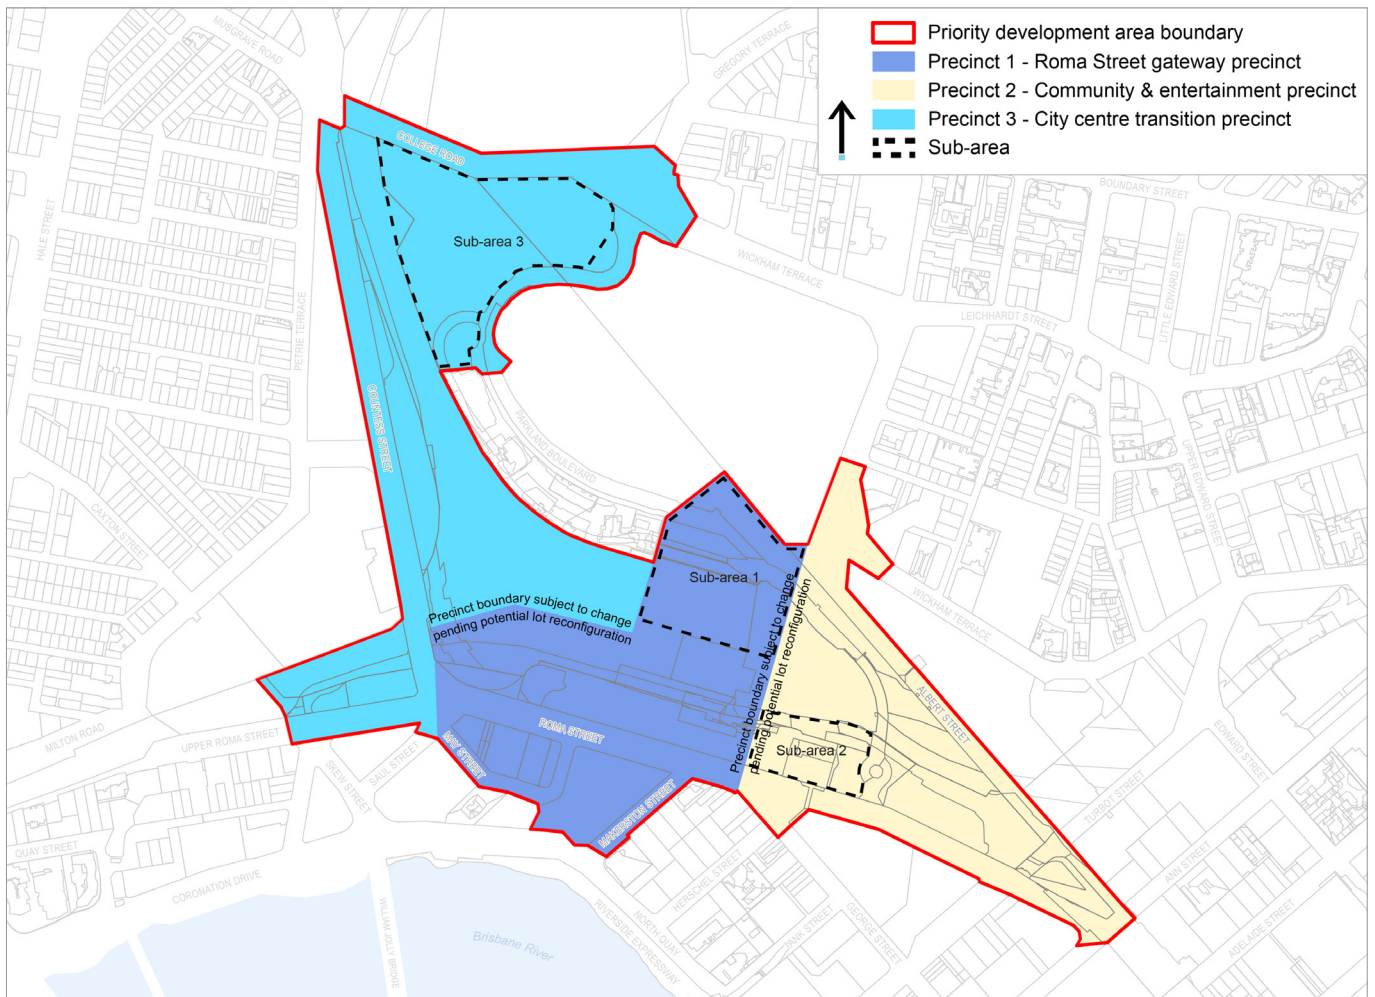 Priority development area boundary
Precinct 1 - Roma Street gateway precinct
Precinct 2 - Community & entertainment precinct
Precinct 3 - City centre transition precinct
Sub-area
MUSGRAVE ROAD
GREGORY TERRACE
COLLEGE ROAD
BOUNDARY STREET
HALE STREET
Sub-area 3
WICKHAM TERRACE
LITTLE EDWARD STREET
LEICHHARDT STREET
PETRIE TERRACE
COUNTESS STREET
PARKLAND BOULEVARD
UPPER EDWARD STREET
CAXTON STREET
Sub-area 1
Precinct boundary subject to change
pending potential lot reconfiguration
Precinct boundary subject to change
pending potential lot reconfiguration
WICKHAM TERRACE
ALBERT STREET
MILTON ROAD
UPPER ROMA STREET
ROMA STREET
MAY STREET
SAUL STREET
SKEW STREET
Sub-area 2
EDWARD STREET
TURBOT STREET
MAKERSTON STREET
QUAY STREET
CORONATION DRIVE
HERSCHEL STREET
ANN STREET
WILLIAM JOLLY BRIDGE
RIVERSIDE EXPRESSWAY
NORTH QUAY
TANK STREET
GEORGE STREET
ADELAIDE STREET
Brisbane River